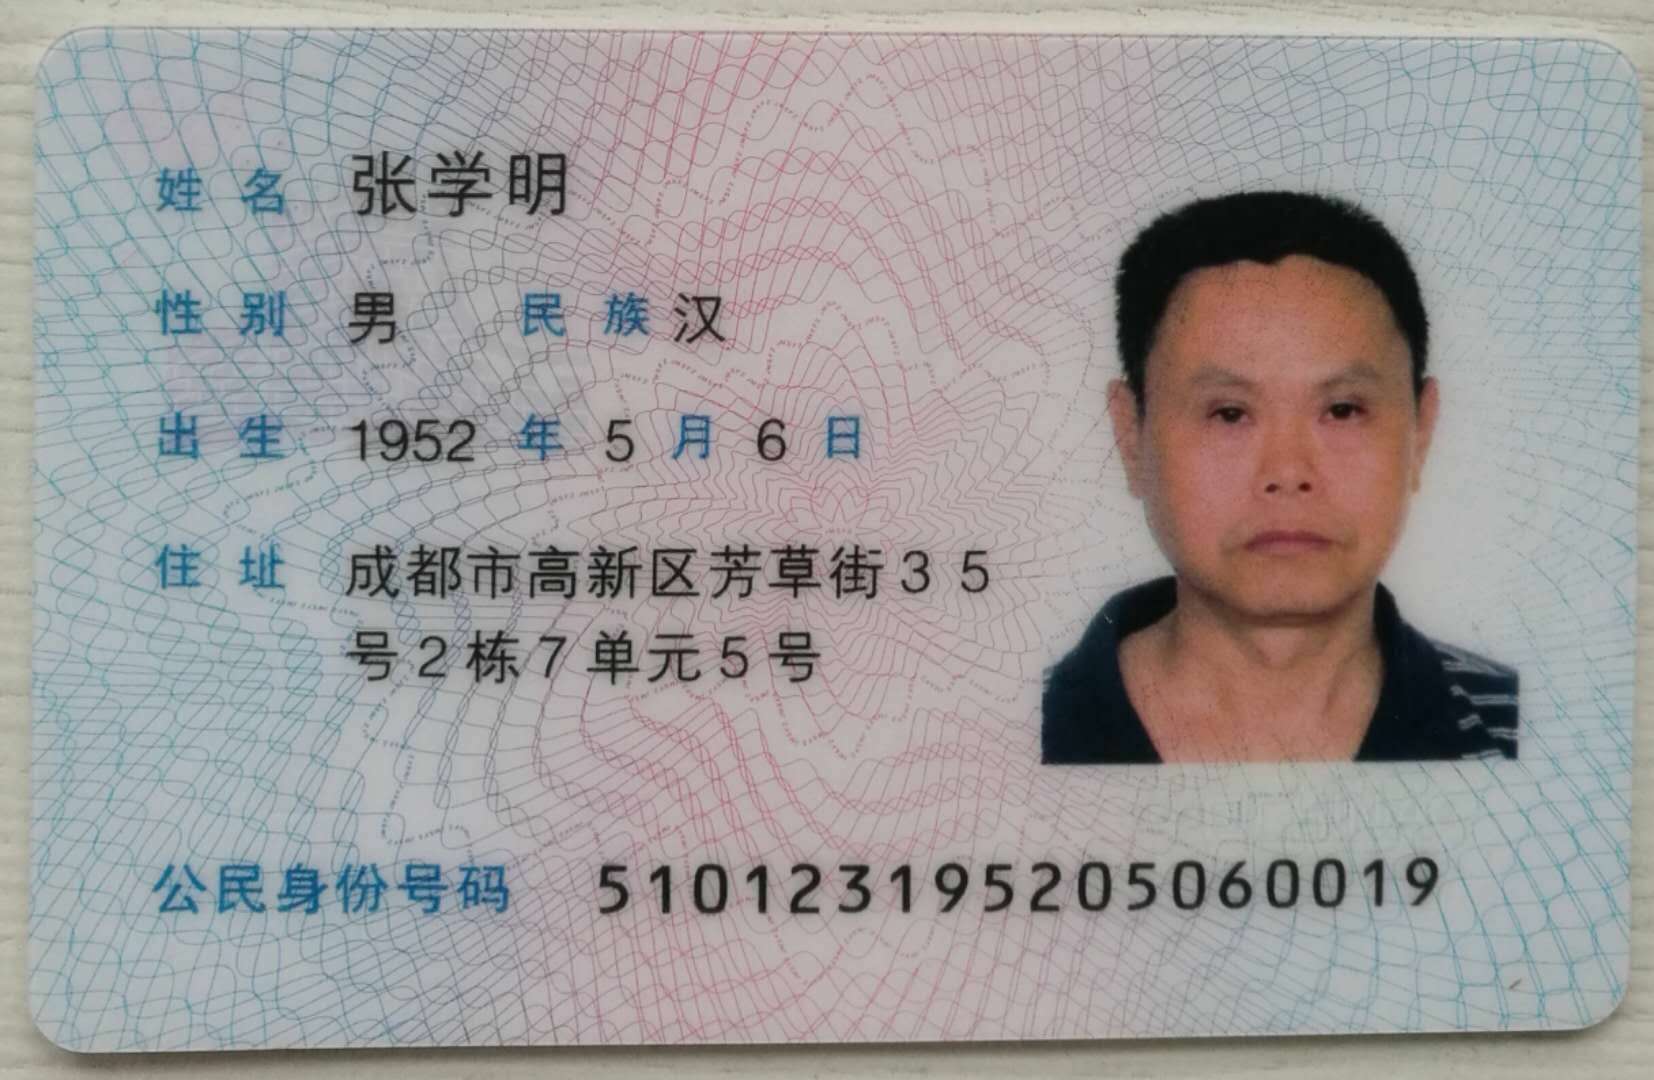 姓名 张学明
性别 男 民族 汉
出生 1952 年 5 月 6 日
住址 成都市高新区芳草街35
号2栋7单元5号
公民身份号码 510123195205060019